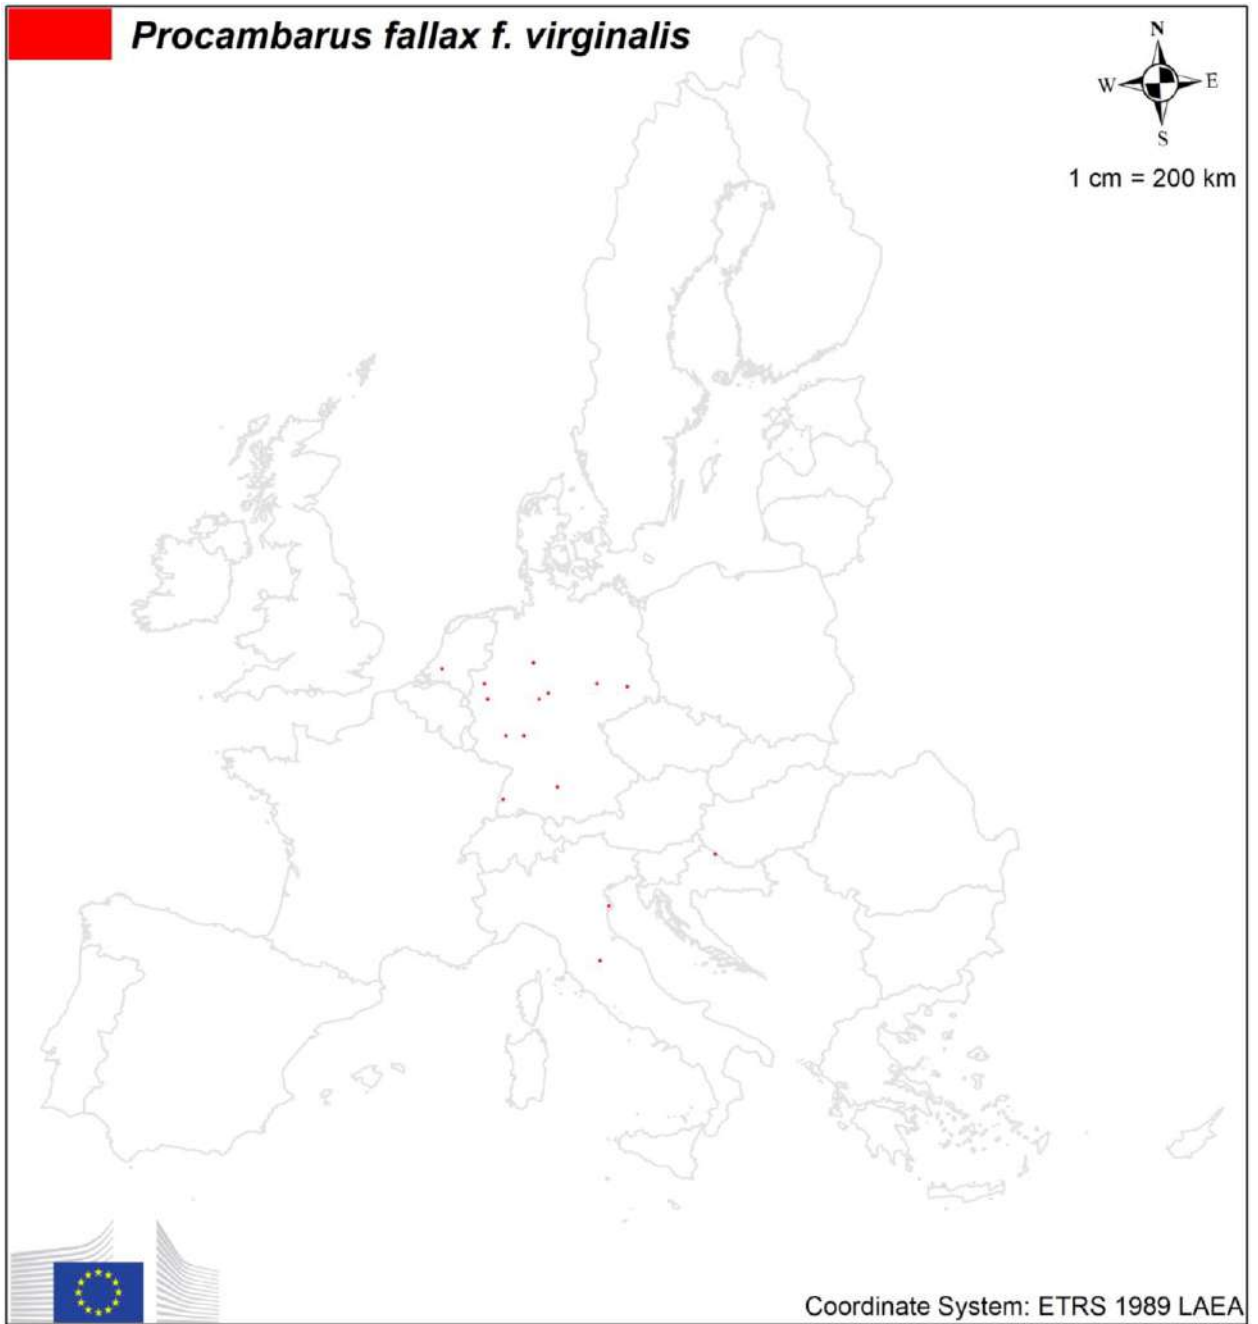 Procambarus fallax f. virginalis
N
W E
S
1 cm = 200 km
Coordinate System: ETRS 1989 LAEA